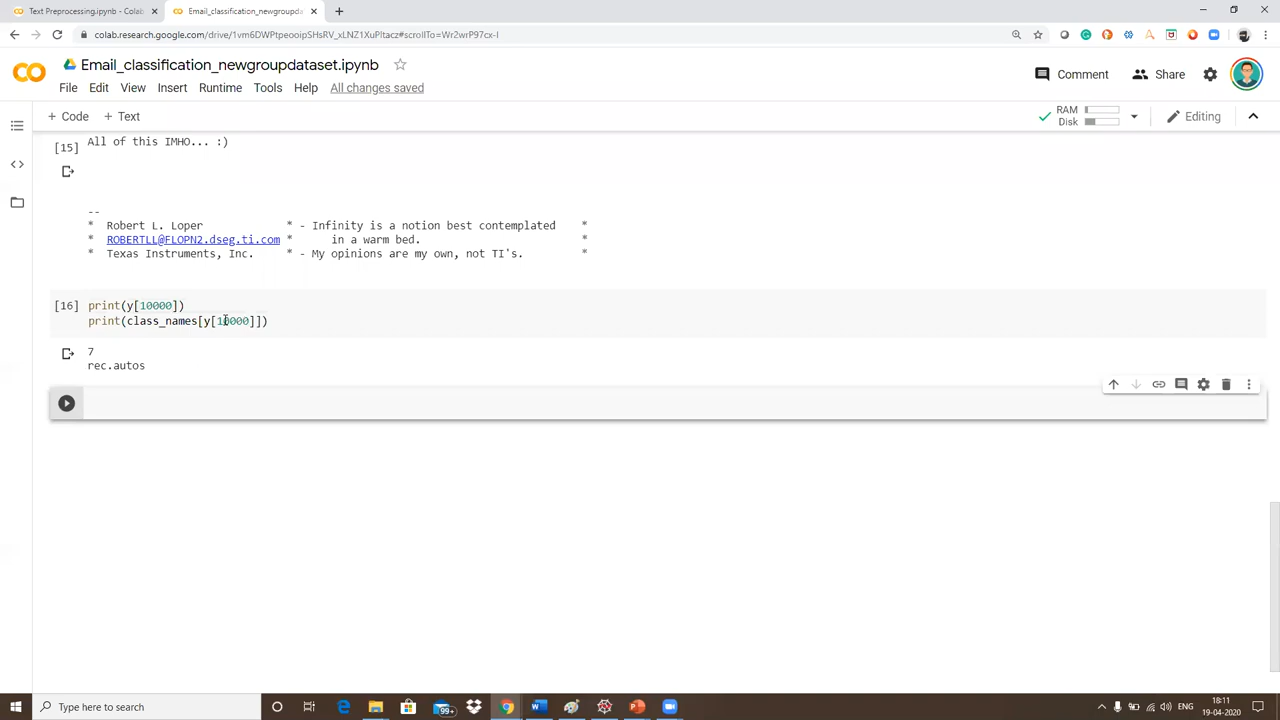 Text Preprocessing.ipynb - Colab
Email_classification_newgroupda
colab.research.google.com/drive/1vm6DWPtpeooipSHsRV_xLNZ1XuPltacz#scrollTo=Wr2wrP97cx-I
Email_classification_newgroupdataset.ipynb
Comment
Share
File Edit View Insert Runtime Tools Help All changes saved
+ Code + Text
RAM
Disk
Editing
All of this IMHO... :)
[15]
--
* Robert L. Loper * - Infinity is a notion best contemplated *
* ROBERTLL@FLOPN2.dseg.ti.com * in a warm bed. *
* Texas Instruments, Inc. * - My opinions are my own, not TI's. *
[16] print(y[10000])
print(class_names[y[10000]])
7
rec.autos
Type here to search
99+
ENG
18:11
19-04-2020